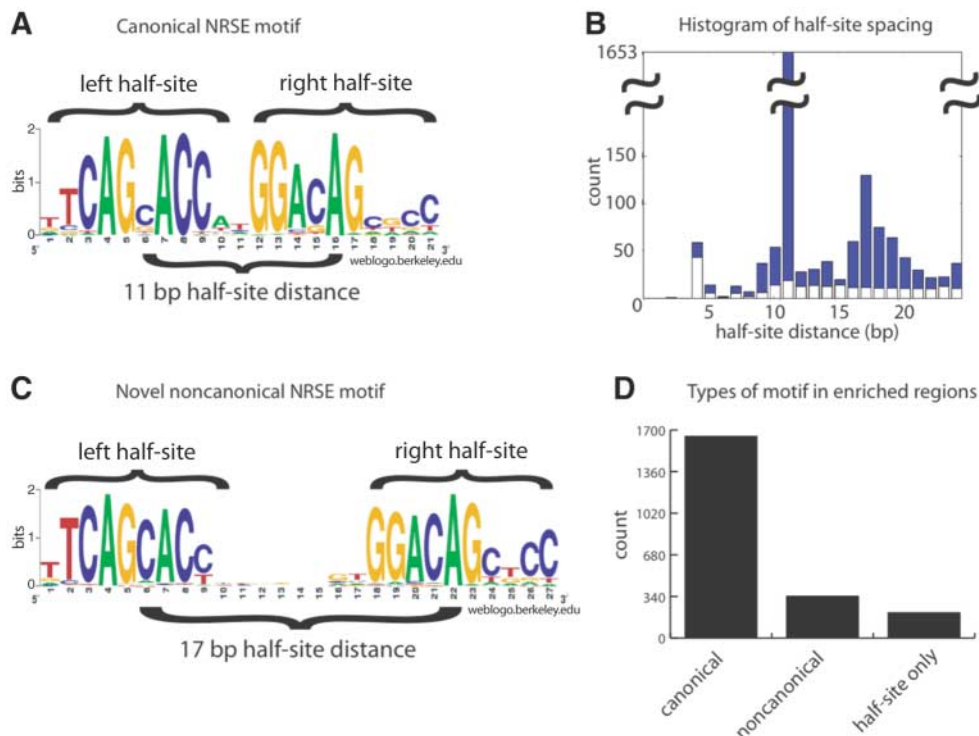 A Canonical NRSE motif
left half-site right half-site
2
1
0
bits
TTCAGCACCATGGACAGCGCC
5' 1 2 3 4 5 6 7 8 9 10 11 12 13 14 15 16 17 18 19 20 21 3'
weblogo.berkeley.edu
11 bp half-site distance
B Histogram of half-site spacing
1653
150
100
50
0
count
5 10 15 20
half-site distance (bp)
C Novel noncanonical NRSE motif
left half-site right half-site
2
1
0
bits
TTCAGCACC
GGACAGC
CC
5' 1 2 3 4 5 6 7 8 9 10 11 12 13 14 15 16 17 18 19 20 21 22 23 24 25 26 27 3'
weblogo.berkeley.edu
17 bp half-site distance
D Types of motif in enriched regions
1700
1360
1020
680
340
0
count
canonical
noncanonical
half-site only